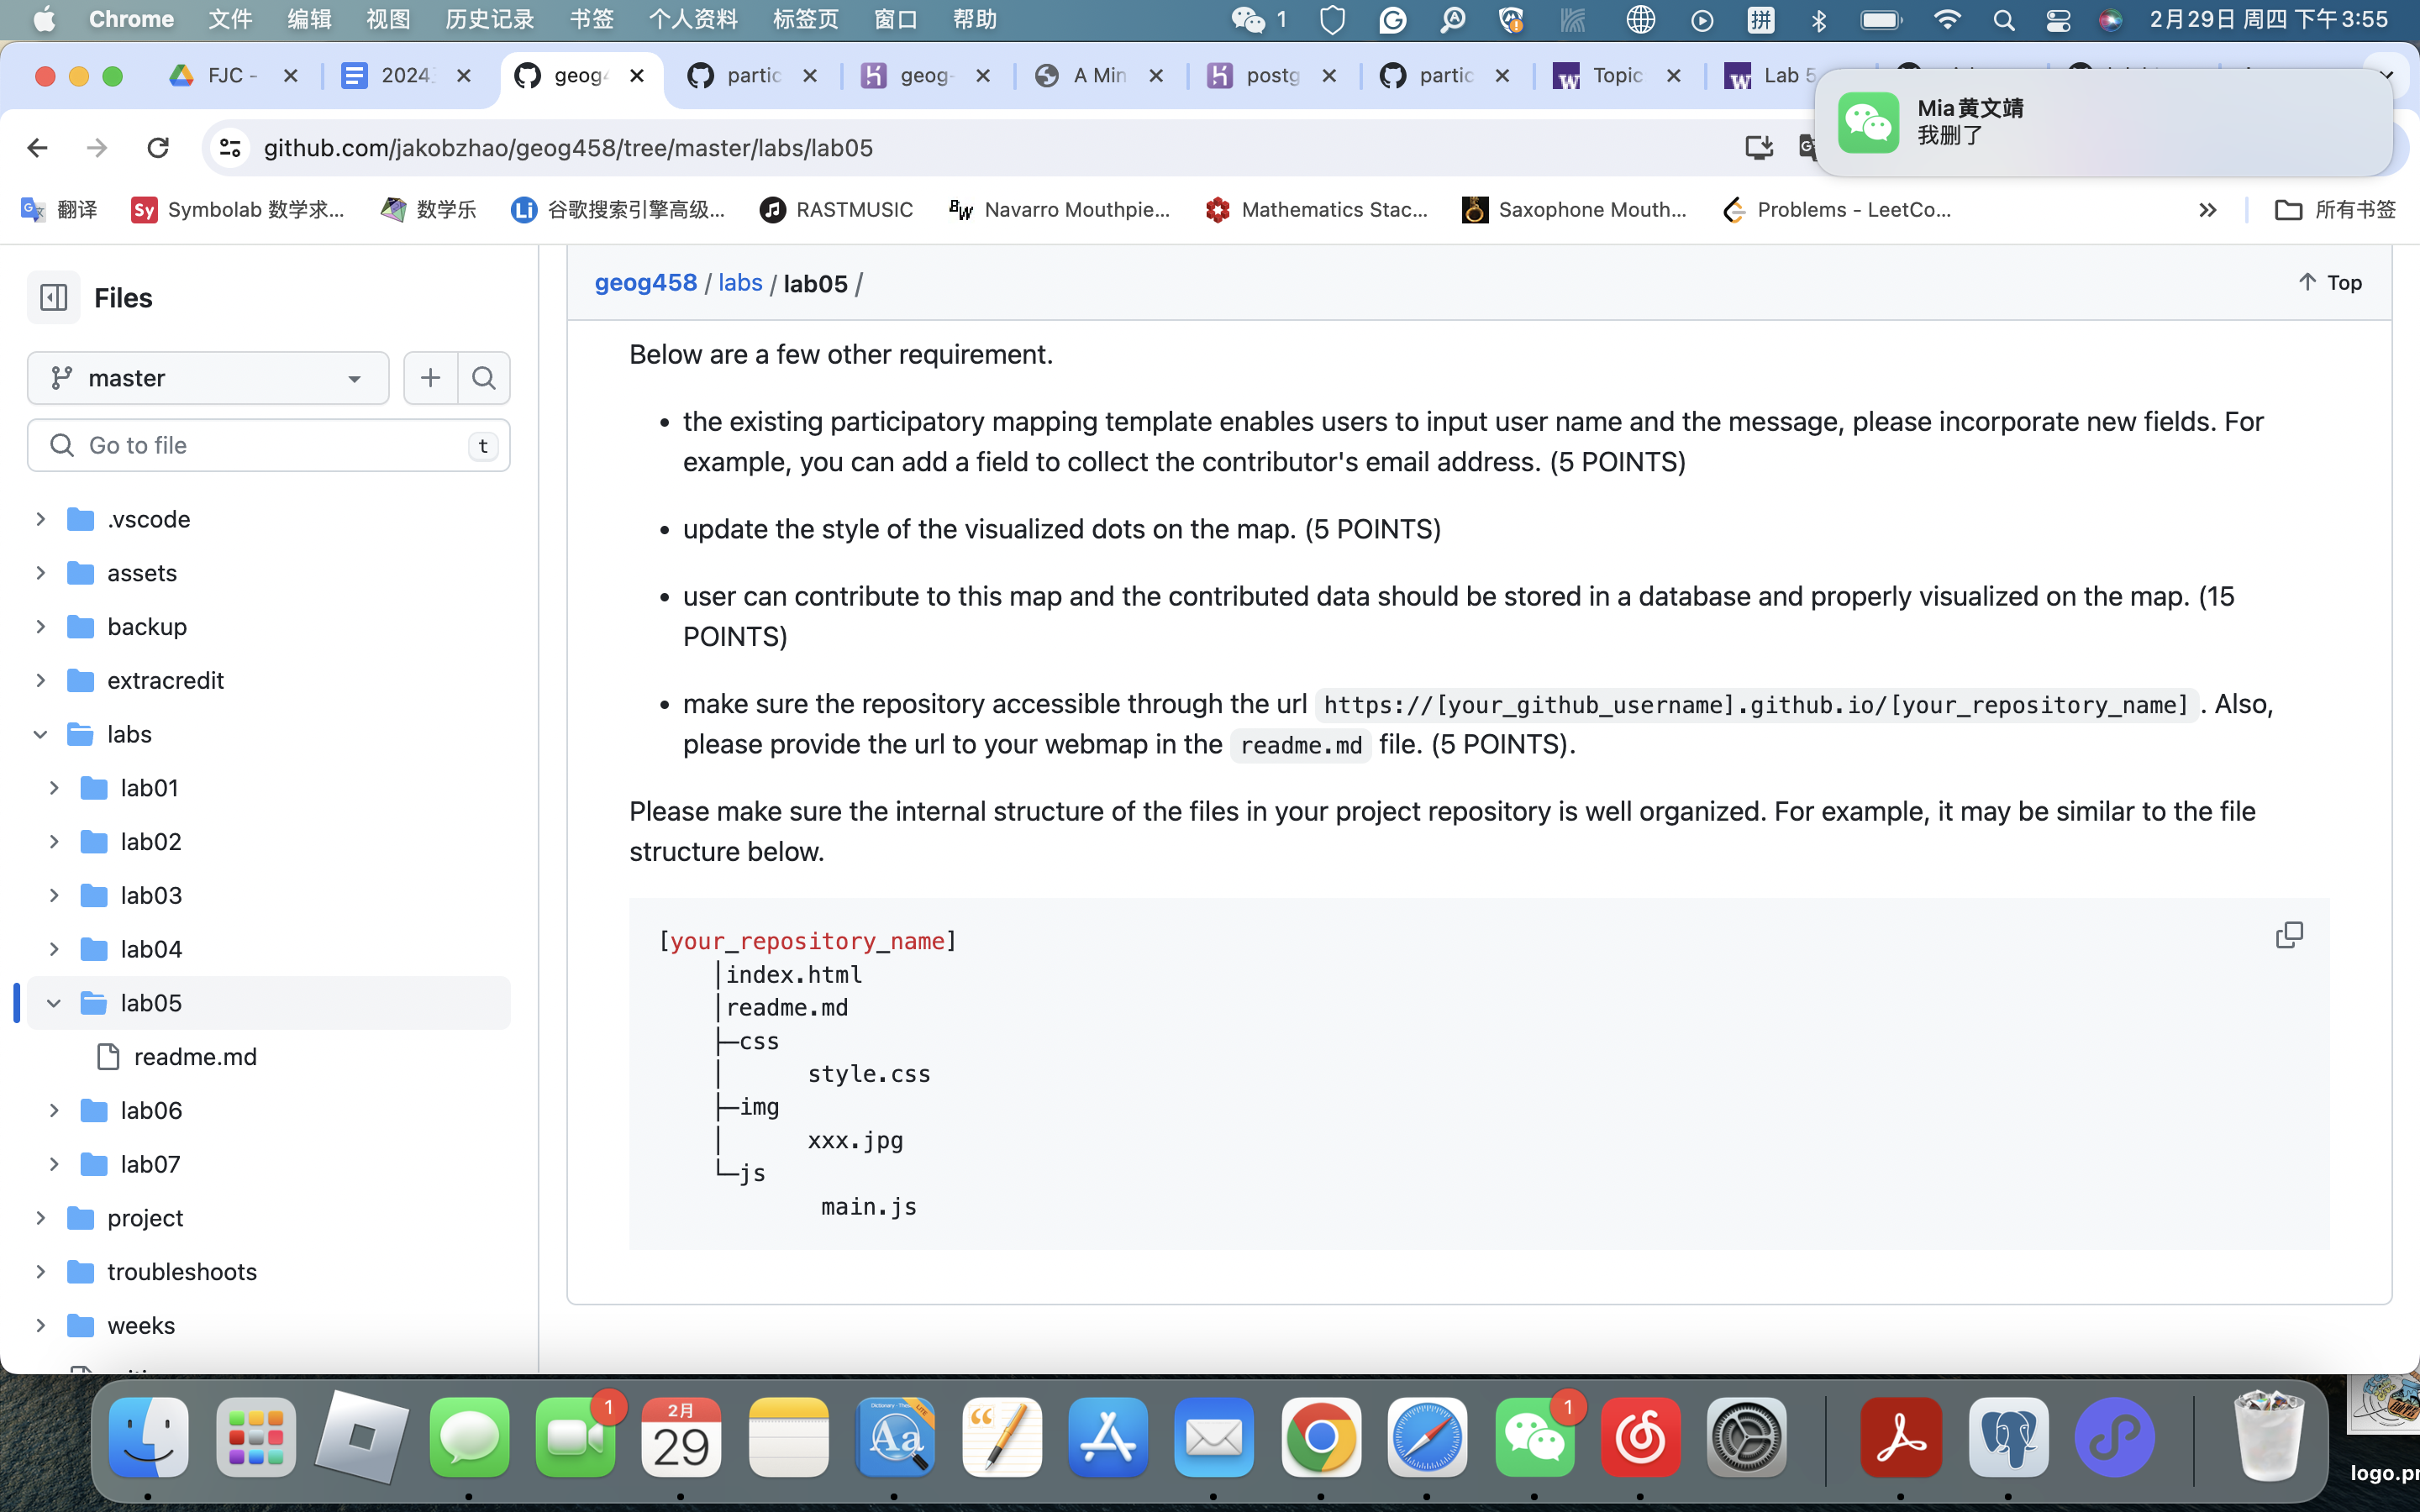 Chrome 文件 编辑 视图 历史记录 书签 个人资料 标签页 窗口 帮助 1 拼 2月29日 周四 下午3:55
FJC - 2024 geog partic geog- A Min postg partic Topic Lab 5
Mia黄文靖
我删了
github.com/jakobzhao/geog458/tree/master/labs/lab05
翻译 Symbolab 数学求... 数学乐 谷歌搜索引擎高级... RASTMUSIC Navarro Mouthpie... Mathematics Stac... Saxophone Mouth... Problems - LeetCo... 所有书签
Files
geog458 / labs / lab05 /
Top
master
Go to file t
.vscode
assets
backup
extracredit
labs
lab01
lab02
lab03
lab04
lab05
readme.md
lab06
lab07
project
troubleshoots
weeks
Below are a few other requirement.
• the existing participatory mapping template enables users to input user name and the message, please incorporate new fields. For
example, you can add a field to collect the contributor's email address. (5 POINTS)
• update the style of the visualized dots on the map. (5 POINTS)
• user can contribute to this map and the contributed data should be stored in a database and properly visualized on the map. (15
POINTS)
• make sure the repository accessible through the url https://[your_github_username].github.io/[your_repository_name] . Also,
please provide the url to your webmap in the readme.md file. (5 POINTS).
Please make sure the internal structure of the files in your project repository is well organized. For example, it may be similar to the file
structure below.
[your_repository_name]
│index.html
│readme.md
├─css
│ style.css
├─img
│ xxx.jpg
└─js
main.js
1
2月
29
Aa
1
logo.pr